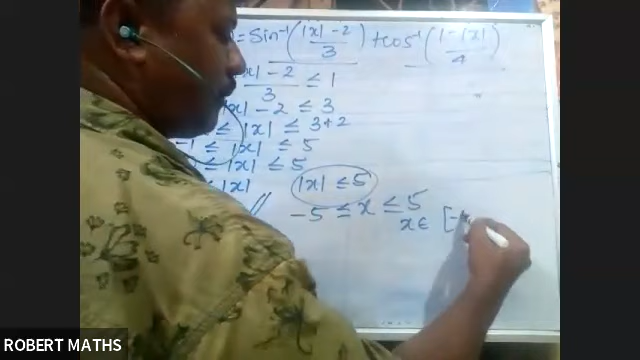 = Sin⁻¹(|x| - 2 / 3) + cos⁻¹(1 - |x| / 4)
x| - 2 / 3 ≤ 1
|x| - 2 ≤ 3
≤ |x| ≤ 3 + 2
-1 ≤ |x| ≤ 5
≤ |x| ≤ 5
≤ |x| |x| ≤ 5
// -5 ≤ x ≤ 5
x ∈ [-
ROBERT MATHS